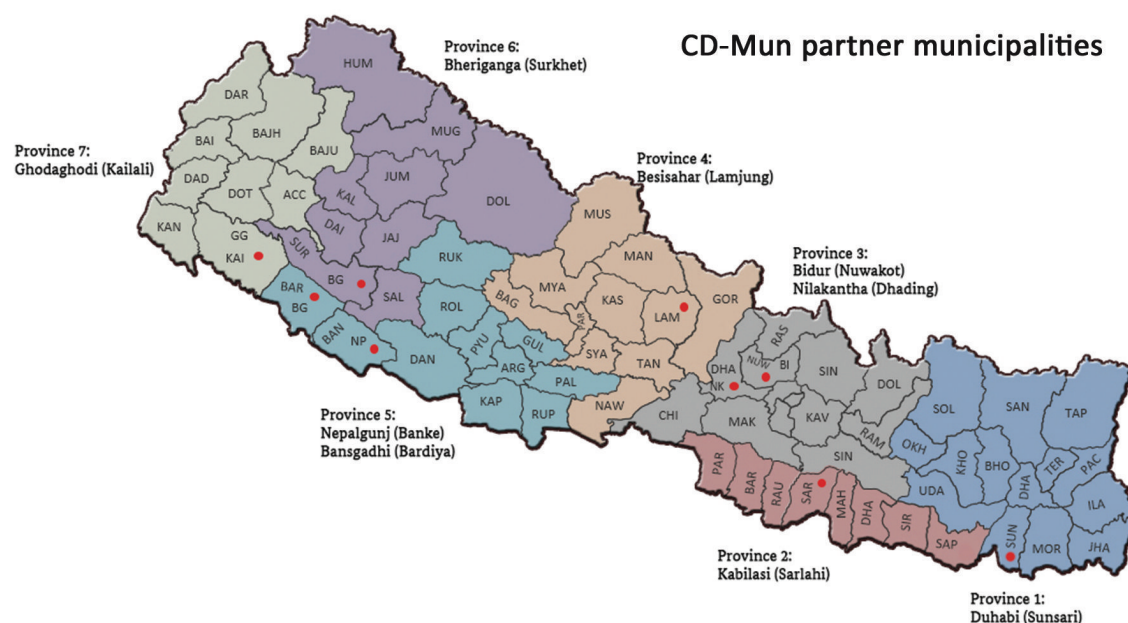 CD-Mun partner municipalities
Province 6:
Bheriganga (Surkhet)
Province 7:
Ghodaghodi (Kailali)
Province 4:
Besisahar (Lamjung)
Province 3:
Bidur (Nuwakot)
Nilakantha (Dhading)
Province 5:
Nepalgunj (Banke)
Bansgadhi (Bardiya)
Province 2:
Kabilasi (Sarlahi)
Province 1:
Duhabi (Sunsari)
HUM
DAR
BAJH
BAI
BAJU
MUG
DAD
DOT
ACC
KAL
JUM
DOL
KAN
GG
KAI
SUR
DAI
JAJ
BG
SAL
MUS
MAN
MYA
BAG
KAS
LAM
GOR
PAR
SYA
TAN
NAW
RUK
BAR
BG
ROL
BAN
NP
DAN
PYU
GUL
ARG
PAL
KAP
RUP
RAS
DHA
NK
NUW
BI
SIN
DOL
CHI
MAK
KAV
RAM
SIN
PAR
BAR
RAU
SAR
MAH
DHA
SIR
SAP
SOL
SAN
TAP
OKH
KHO
BHO
DHA
TER
PAC
UDA
ILA
SUN
MOR
JHA